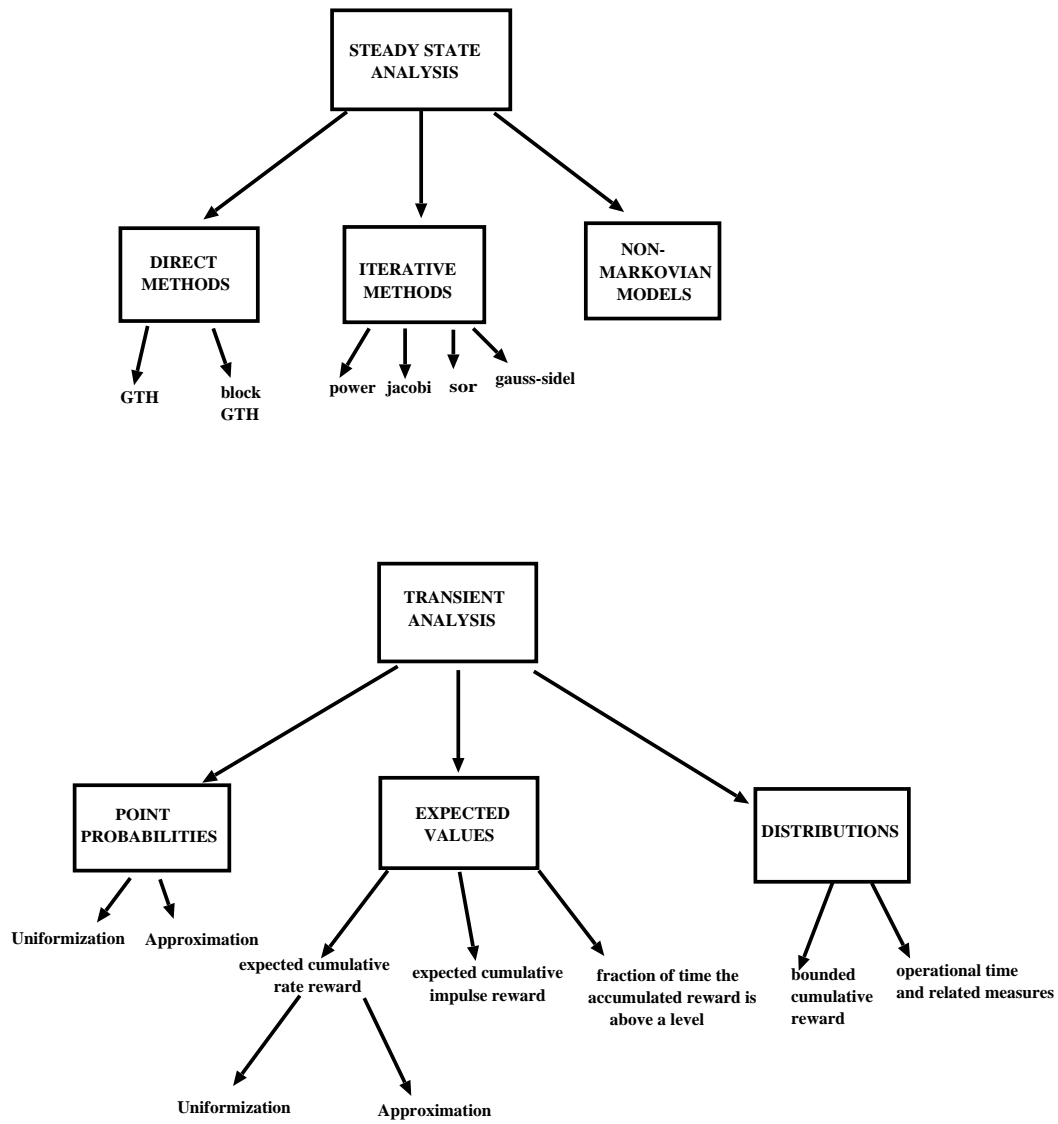 STEADY STATE
ANALYSIS
DIRECT
METHODS
ITERATIVE
METHODS
NON-
MARKOVIAN
MODELS
GTH
block
GTH
power
jacobi
sor
gauss-sidel
TRANSIENT
ANALYSIS
POINT
PROBABILITIES
EXPECTED
VALUES
DISTRIBUTIONS
Uniformization
Approximation
expected cumulative
rate reward
expected cumulative
impulse reward
fraction of time the
accumulated reward is
above a level
bounded
cumulative
reward
operational time
and related measures
Uniformization
Approximation